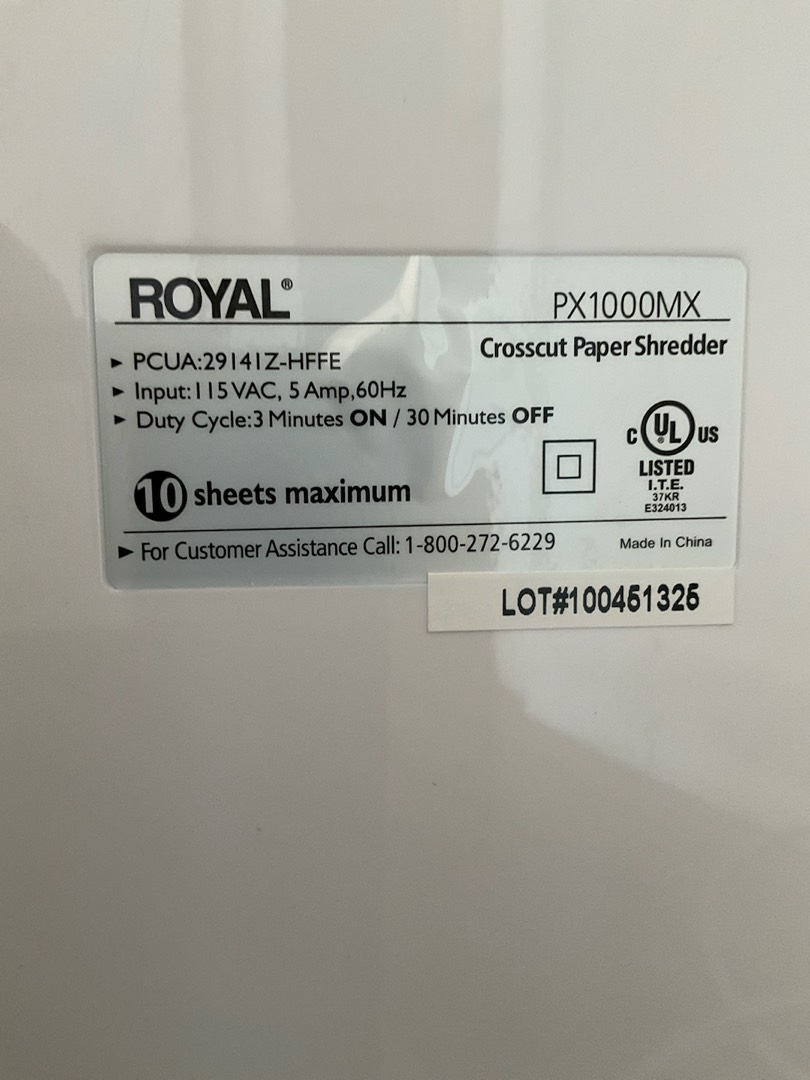 ROYAL®
PX1000MX
Crosscut Paper Shredder
► PCUA:29141Z-HFFE
► Input:115 VAC, 5 Amp,60Hz
► Duty Cycle:3 Minutes ON / 30 Minutes OFF
C UL® US
LISTED
I.T.E.
37KR
E324013
10 sheets maximum
► For Customer Assistance Call: 1-800-272-6229
Made In China
LOT#100451325